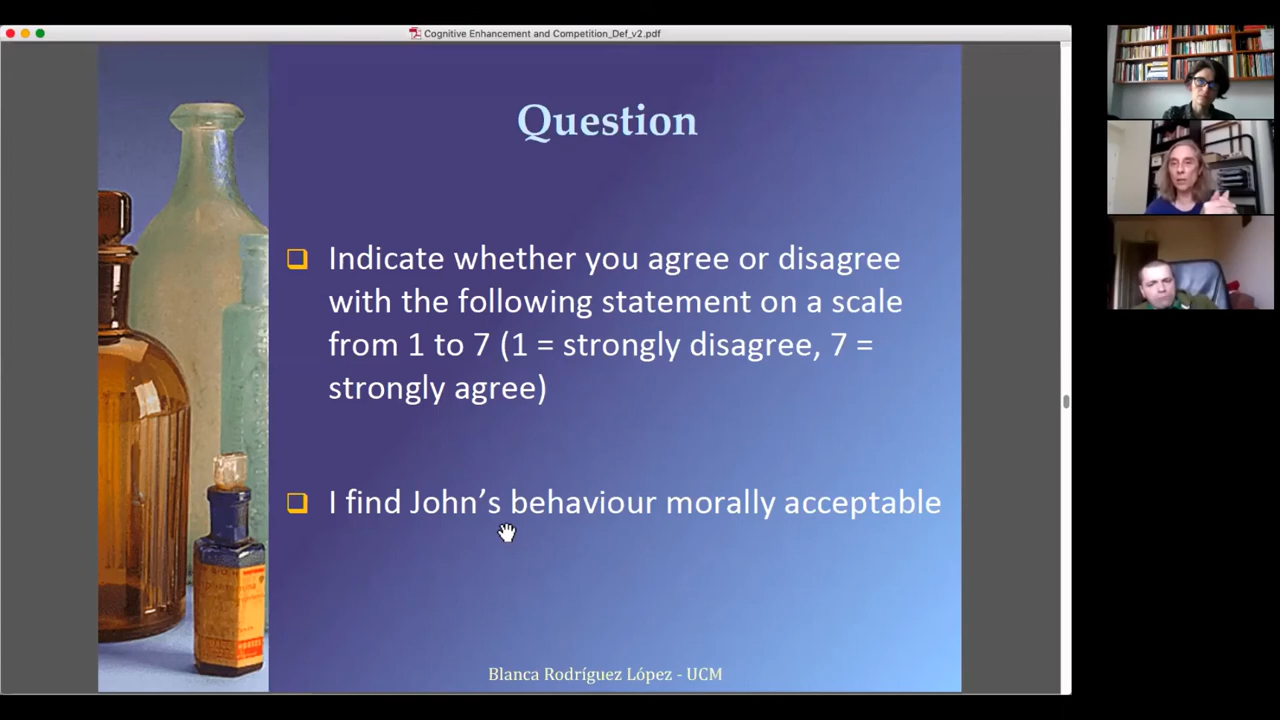 Cognitive Enhancement and Competition_Def_v2.pdf
Question
Indicate whether you agree or disagree
with the following statement on a scale
from 1 to 7 (1 = strongly disagree, 7 =
strongly agree)
I find John’s behaviour morally acceptable
Blanca Rodríguez López - UCM